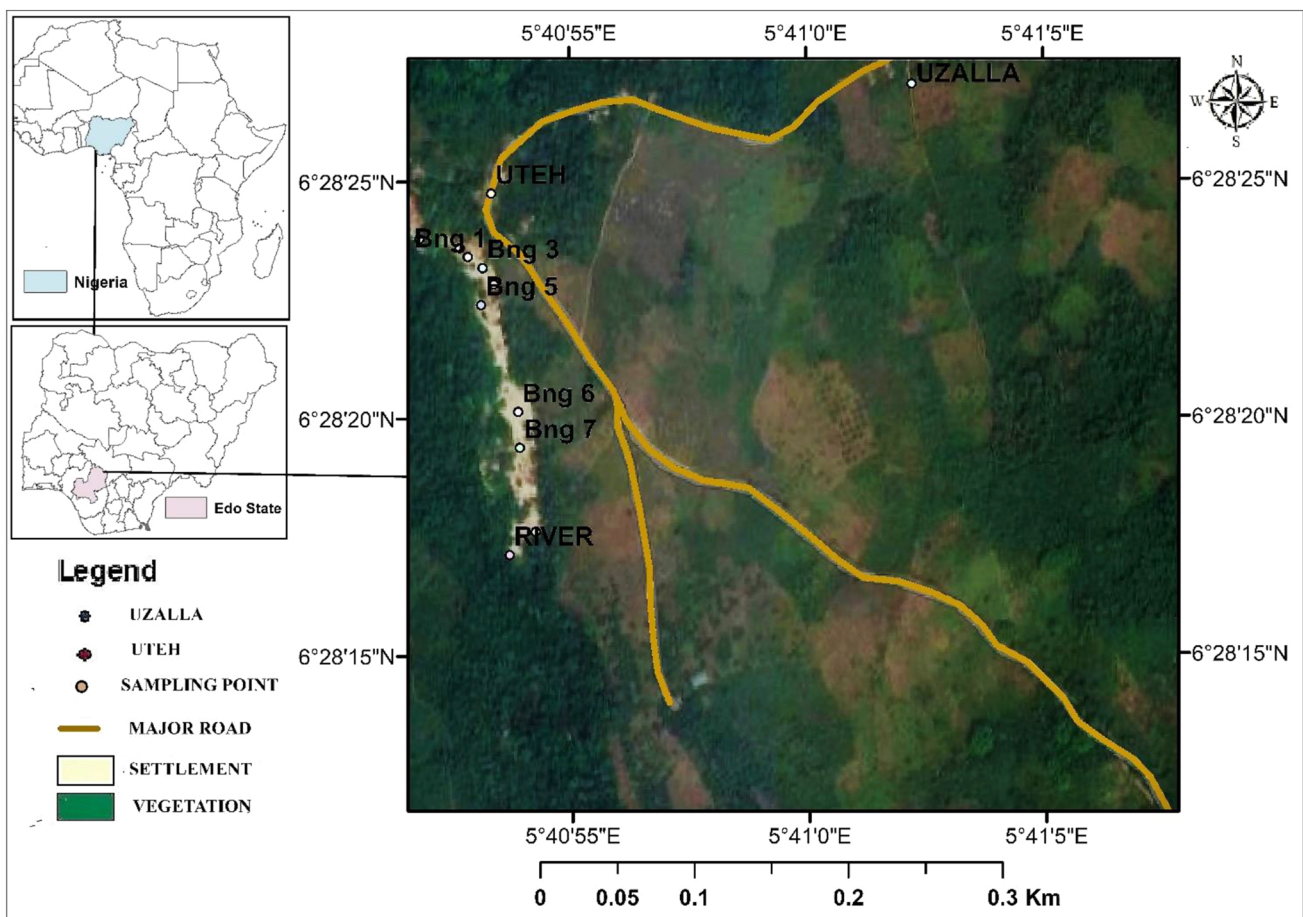 Nigeria
Edo State
Legend
UZALLA
UTEH
SAMPLING POINT
MAJOR ROAD
SETTLEMENT
VEGETATION
5°40'55"E 5°41'0"E 5°41'5"E
N
W E
S
UZALLA
6°28'25"N UTEH 6°28'25"N
Bng 1 Bng 3
Bng 5
Bng 6
6°28'20"N 6°28'20"N
Bng 7
RIVER
6°28'15"N 6°28'15"N
5°40'55"E 5°41'0"E 5°41'5"E
0 0.05 0.1 0.2 0.3 Km